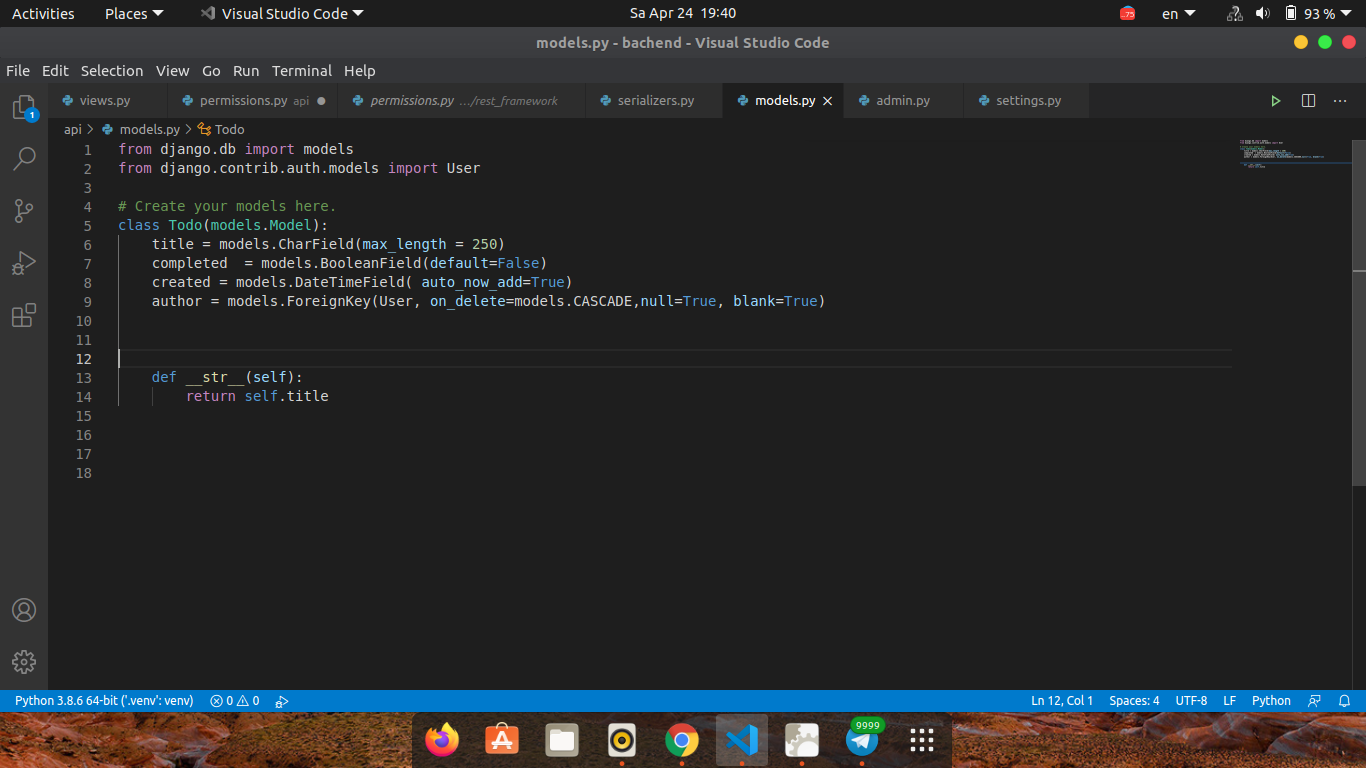 Activities Places Visual Studio Code Sa Apr 24 19:40 .75 en 93 %
models.py - bachend - Visual Studio Code
File Edit Selection View Go Run Terminal Help
1 views.py permissions.py api permissions.py .../rest_framework serializers.py models.py admin.py settings.py
api models.py Todo
1 from django.db import models
2 from django.contrib.auth.models import User
3
4 # Create your models here.
5 class Todo(models.Model):
6 title = models.CharField(max_length = 250)
7 completed  = models.BooleanField(default=False)
8 created = models.DateTimeField( auto_now_add=True)
9 author = models.ForeignKey(User, on_delete=models.CASCADE,null=True, blank=True)
10
11
12
13 def __str__(self):
14 return self.title
15
16
17
18
Python 3.8.6 64-bit ('.venv': venv) 0 0 Ln 12, Col 1 Spaces: 4 UTF-8 LF Python
9999